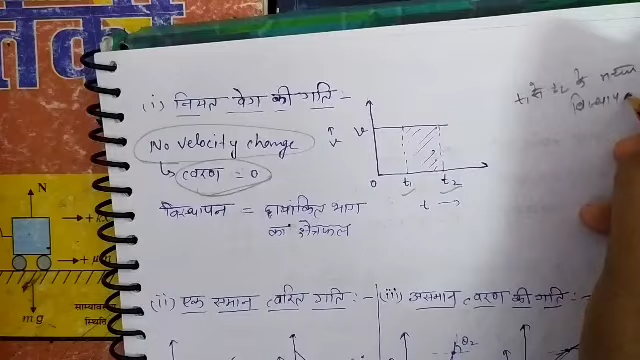 (i) नियत वेग की गति :-
No velocity change
↳ त्वरण = 0
विस्थापन = छायांकित भाग
का क्षेत्रफल
v
v
0
t₁
t₂
t →
t₁ से t₂ के मध्य
(ii) एक समान त्वरित गति :-
(iii) असमान त्वरण की गति :-
N
mg
साम्यावस्
स्थिति